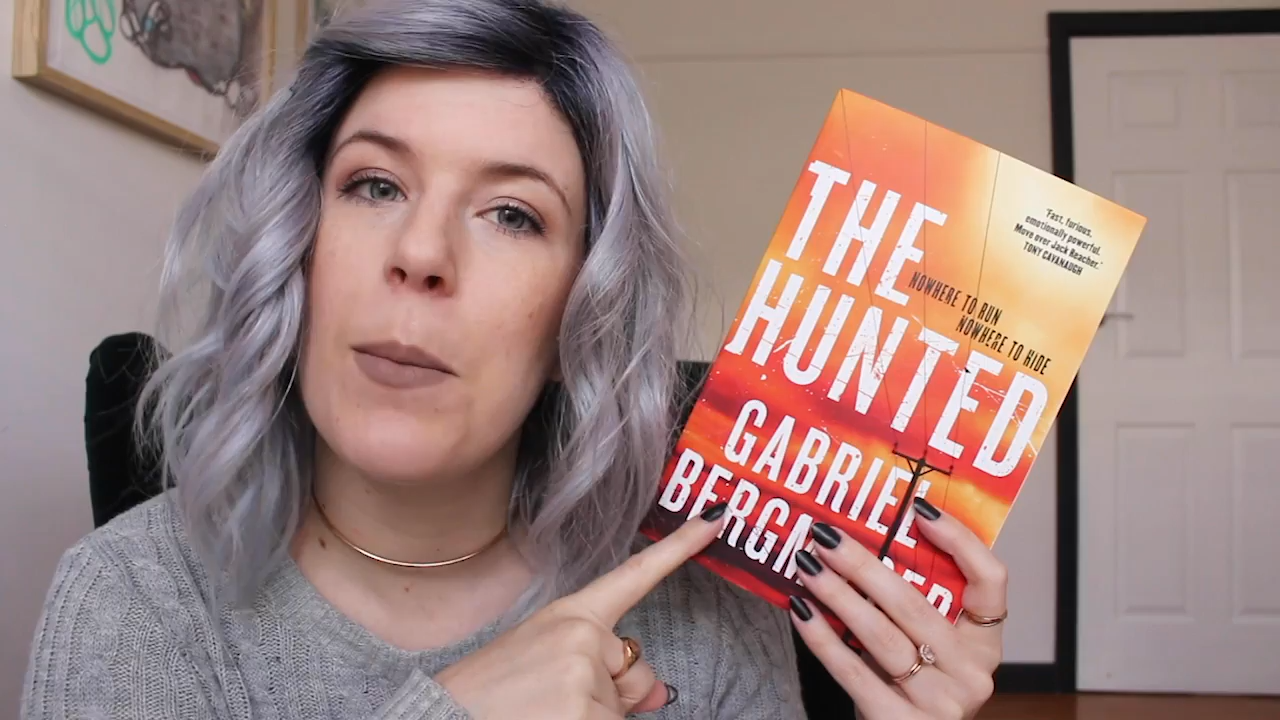 'Fast, furious,
emotionally powerful.
Move over Jack Reacher.'
TONY CAVANAUGH
THE
HUNTED
NOWHERE TO RUN
NOWHERE TO HIDE
GABRIEL